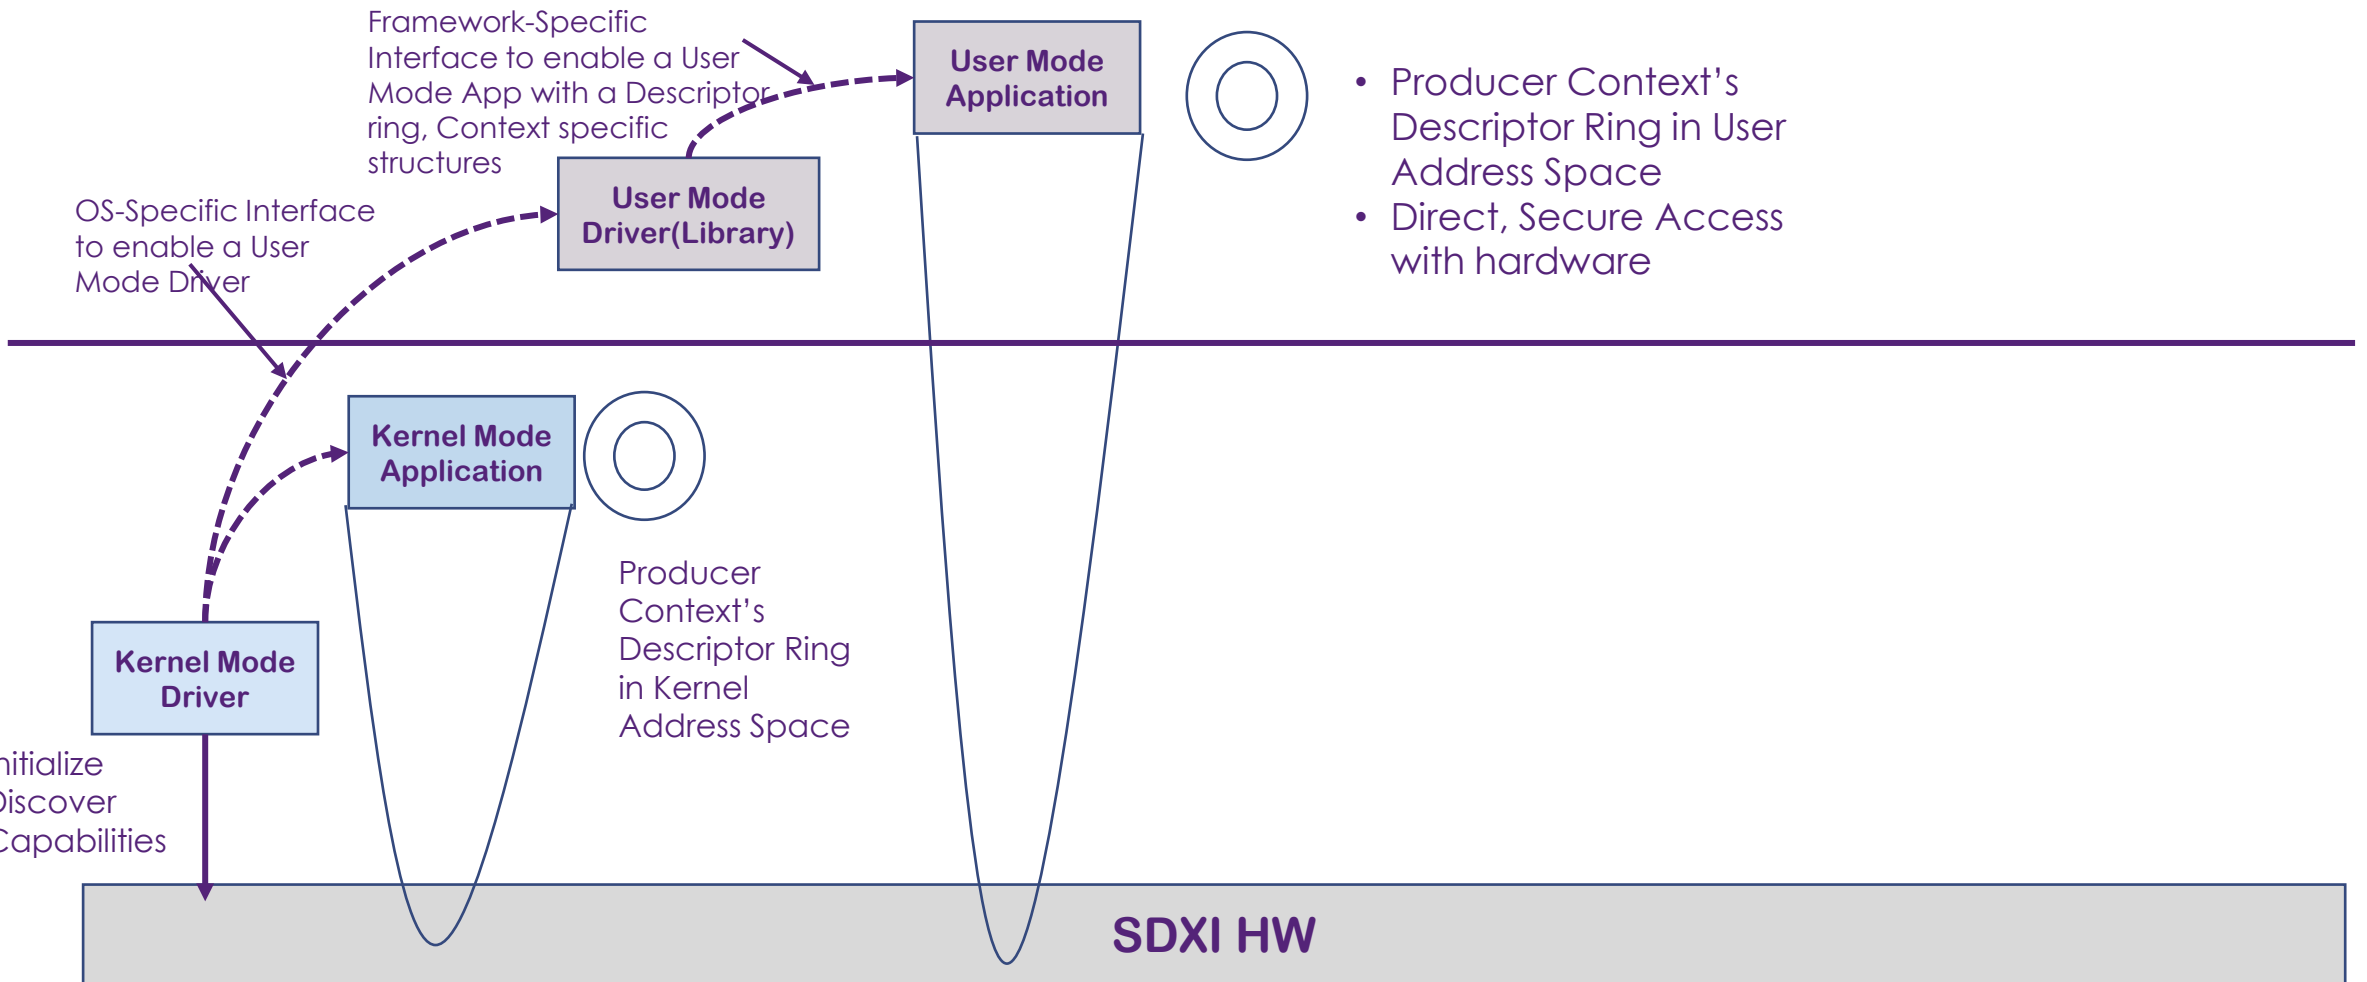 Framework-Specific
Interface to enable a User
Mode App with a Descriptor
ring, Context specific
structures
User Mode
Application
• Producer Context’s
Descriptor Ring in User
Address Space
• Direct, Secure Access
with hardware
User Mode
Driver(Library)
OS-Specific Interface
to enable a User
Mode Driver
Kernel Mode
Application
Producer
Context’s
Descriptor Ring
in Kernel
Address Space
Kernel Mode
Driver
nitialize
Discover
Capabilities
SDXI HW